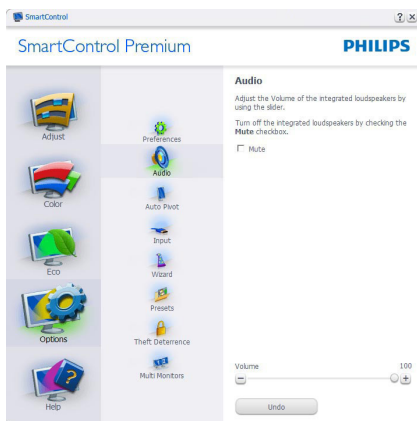 SmartControl
SmartControl Premium
PHILIPS
Adjust
Color
Eco
Options
Help
Preferences
Audio
Auto Pivot
Input
Wizard
Presets
Theft Deterrence
Multi Monitors
Audio
Adjust the Volume of the integrated loudspeakers by
using the slider.
Turn off the integrated loudspeakers by checking the
Mute checkbox.
Mute
Volume 100
Undo